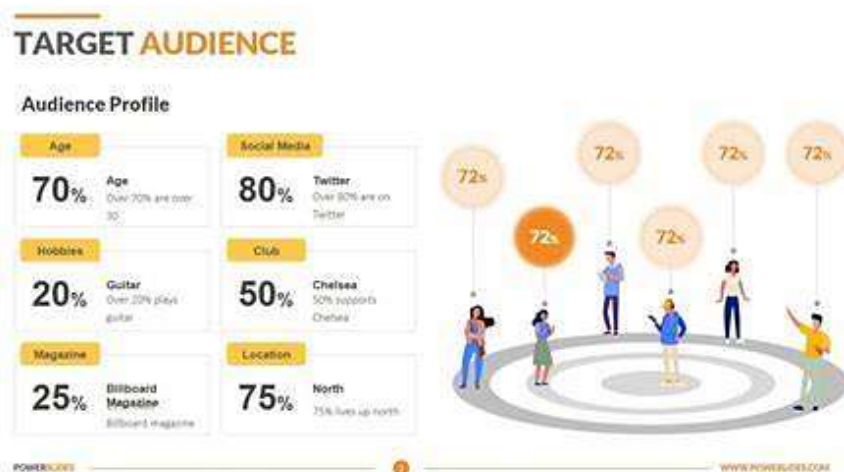 TARGET AUDIENCE
Audience Profile
Age
70%
Age
Over 70% are over
30
Social Media
80%
Twitter
Over 80% are on
Twitter
Hobbies
20%
Guitar
Over 20% plays
guitar
Club
50%
Chelsea
50% supports
Chelsea
Magazine
25%
Billboard
Magazine
Billboard magazine
Location
75%
North
75% lives up north
72%
72%
72%
72%
72%
72%
POWERSLIDES
WWW.POWERSLIDES.COM